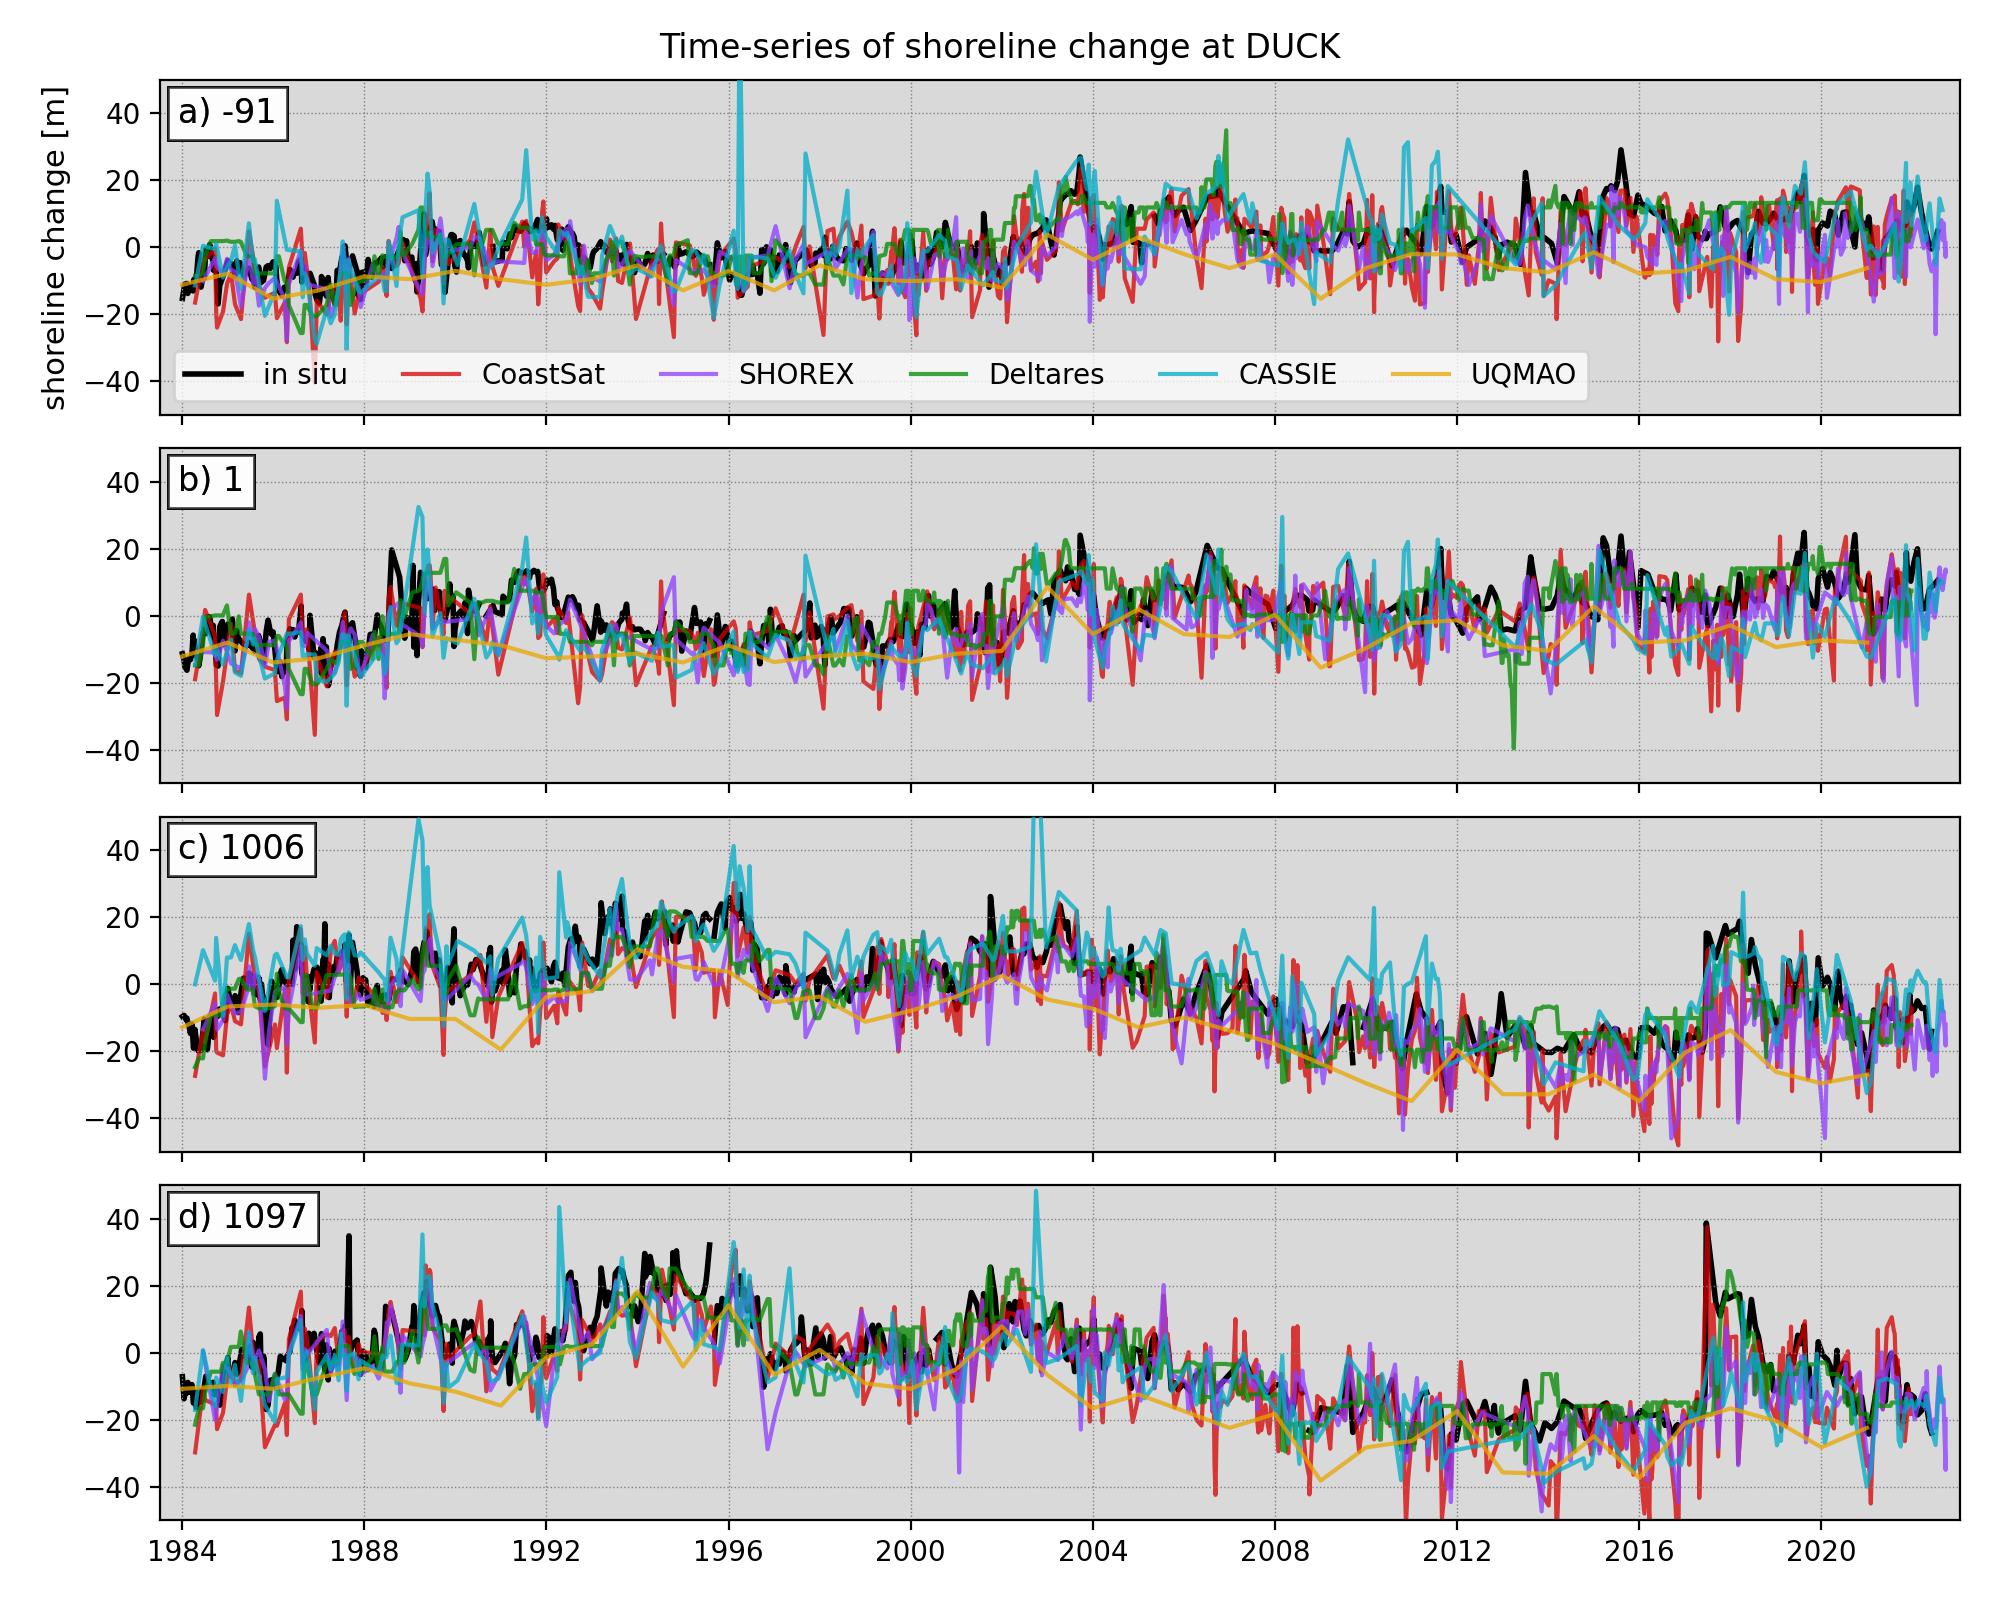 Time-series of shoreline change at DUCK
shoreline change [m]
a) -91
40
20
0
−20
−40
in situ CoastSat SHOREX Deltares CASSIE UQMAO
b) 1
40
20
0
−20
−40
c) 1006
40
20
0
−20
−40
d) 1097
40
20
0
−20
−40
1984 1988 1992 1996 2000 2004 2008 2012 2016 2020